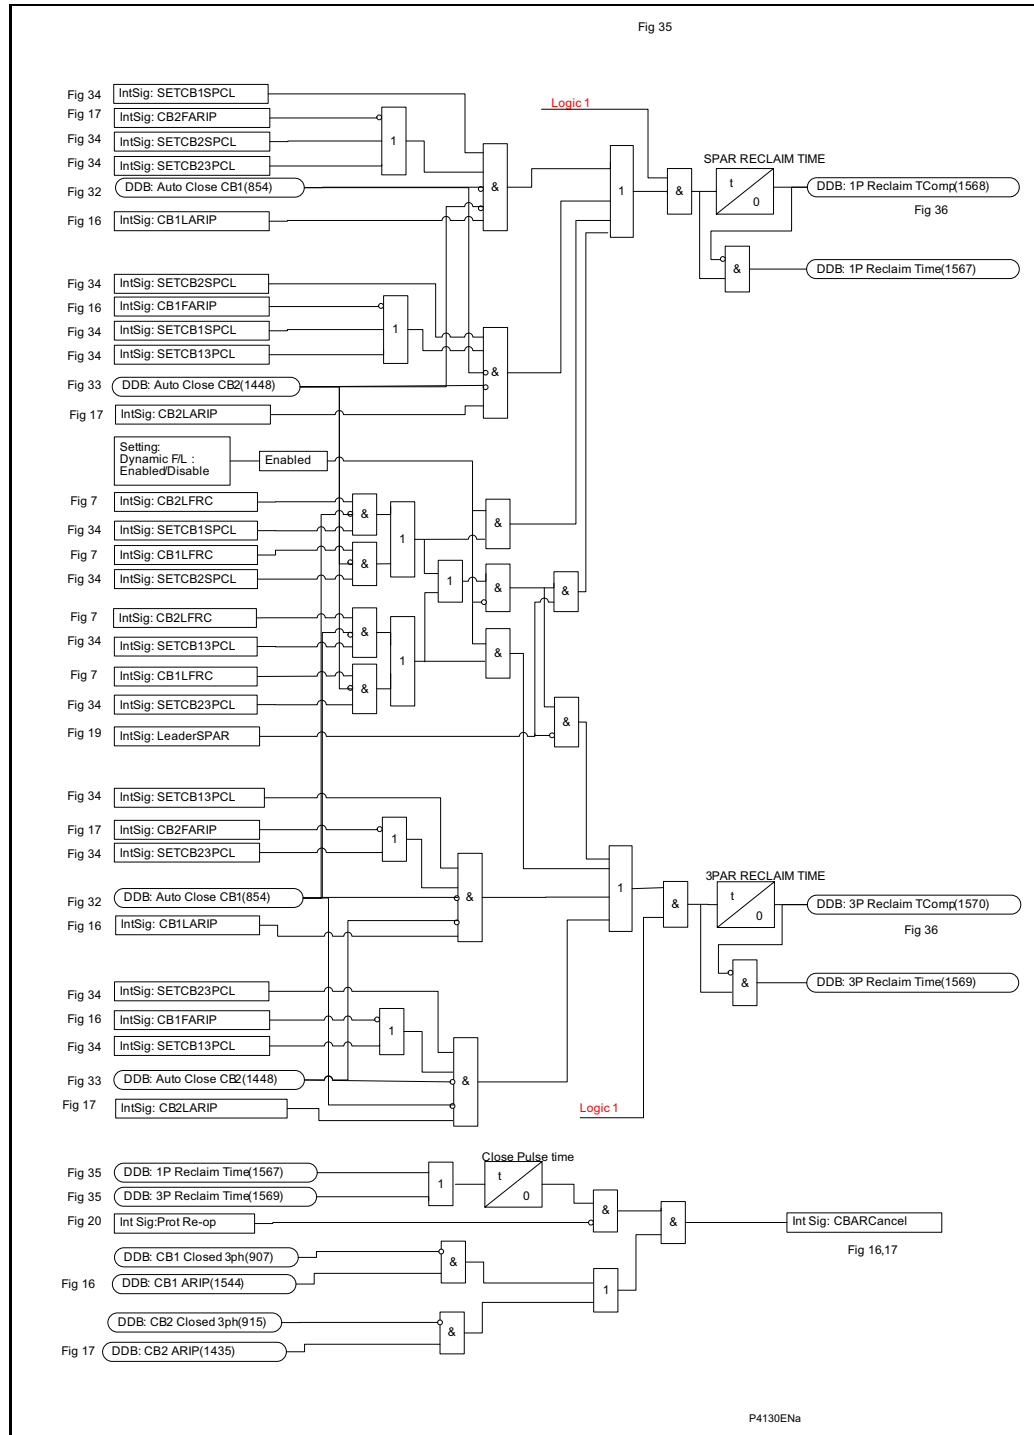 Fig 35
Fig 34 IntSig: SETCB1SPCL
Logic 1
Fig 17 IntSig: CB2FARIP
1
Fig 34 IntSig: SETCB2SPCL
Fig 34 IntSig: SETCB23PCL
SPAR RECLAIM TIME
Fig 32 DDB: Auto Close CB1(854)
&
1
&
t
0
DDB: 1P Reclaim TComp(1568)
Fig 16 IntSig: CB1LARIP
Fig 36
&
DDB: 1P Reclaim Time(1567)
Fig 34 IntSig: SETCB2SPCL
Fig 16 IntSig: CB1FARIP
1
Fig 34 IntSig: SETCB1SPCL
Fig 34 IntSig: SETCB13PCL
&
Fig 33 DDB: Auto Close CB2(1448)
Fig 17 IntSig: CB2LARIP
Setting:
Dynamic F/L :
Enabled/Disable
Enabled
Fig 7 IntSig: CB2LFRC
&
&
Fig 34 IntSig: SETCB1SPCL
1
Fig 7 IntSig: CB1LFRC
&
Fig 34 IntSig: SETCB2SPCL
1
&
&
Fig 7 IntSig: CB2LFRC
&
Fig 34 IntSig: SETCB13PCL
1
&
Fig 7 IntSig: CB1LFRC
&
Fig 34 IntSig: SETCB23PCL
&
Fig 19 IntSig: LeaderSPAR
Fig 34 IntSig: SETCB13PCL
Fig 17 IntSig: CB2FARIP
1
Fig 34 IntSig: SETCB23PCL
3PAR RECLAIM TIME
Fig 32 DDB: Auto Close CB1(854)
&
1
&
t
0
DDB: 3P Reclaim TComp(1570)
Fig 16 IntSig: CB1LARIP
Fig 36
&
DDB: 3P Reclaim Time(1569)
Fig 34 IntSig: SETCB23PCL
Fig 16 IntSig: CB1FARIP
1
Fig 34 IntSig: SETCB13PCL
Fig 33 DDB: Auto Close CB2(1448)
&
Fig 17 IntSig: CB2LARIP
Logic 1
Close Pulse time
Fig 35 DDB: 1P Reclaim Time(1567)
1
t
0
Fig 35 DDB: 3P Reclaim Time(1569)
&
Fig 20 Int Sig:Prot Re-op
&
Int Sig: CBARCancel
Fig 16,17
DDB: CB1 Closed 3ph(907)
&
Fig 16 DDB: CB1 ARIP(1544)
1
DDB: CB2 Closed 3ph(915)
&
Fig 17 DDB: CB2 ARIP(1435)
P4130ENa